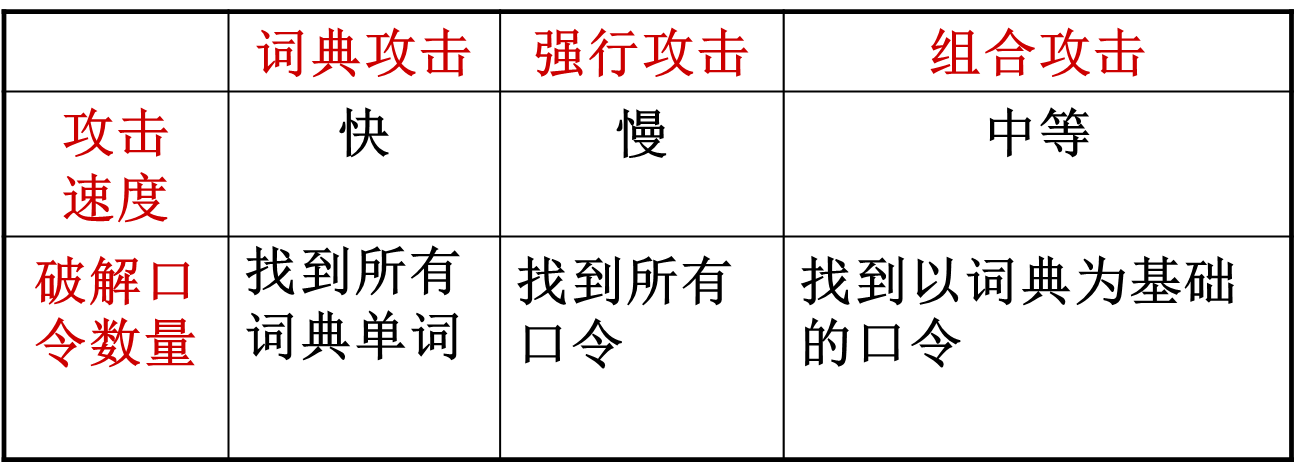 词典攻击 强行攻击 组合攻击
攻击
速度
快 慢 中等
破解口
令数量
找到所有
词典单词
找到所有
口令
找到以词典为基础
的口令